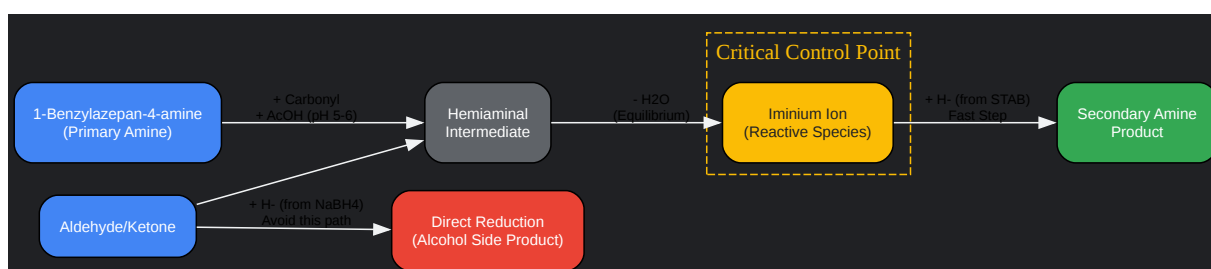 Critical Control Point
1-Benzylazepan-4-amine
(Primary Amine)
+ Carbonyl
+ AcOH (pH 5-6)
Hemiaminal
Intermediate
- H2O
(Equilibrium)
Iminium Ion
(Reactive Species)
+ H- (from STAB)
Fast Step
Secondary Amine
Product
Aldehyde/Ketone
+ H- (from NaBH4)
Avoid this path
Direct Reduction
(Alcohol Side Product)